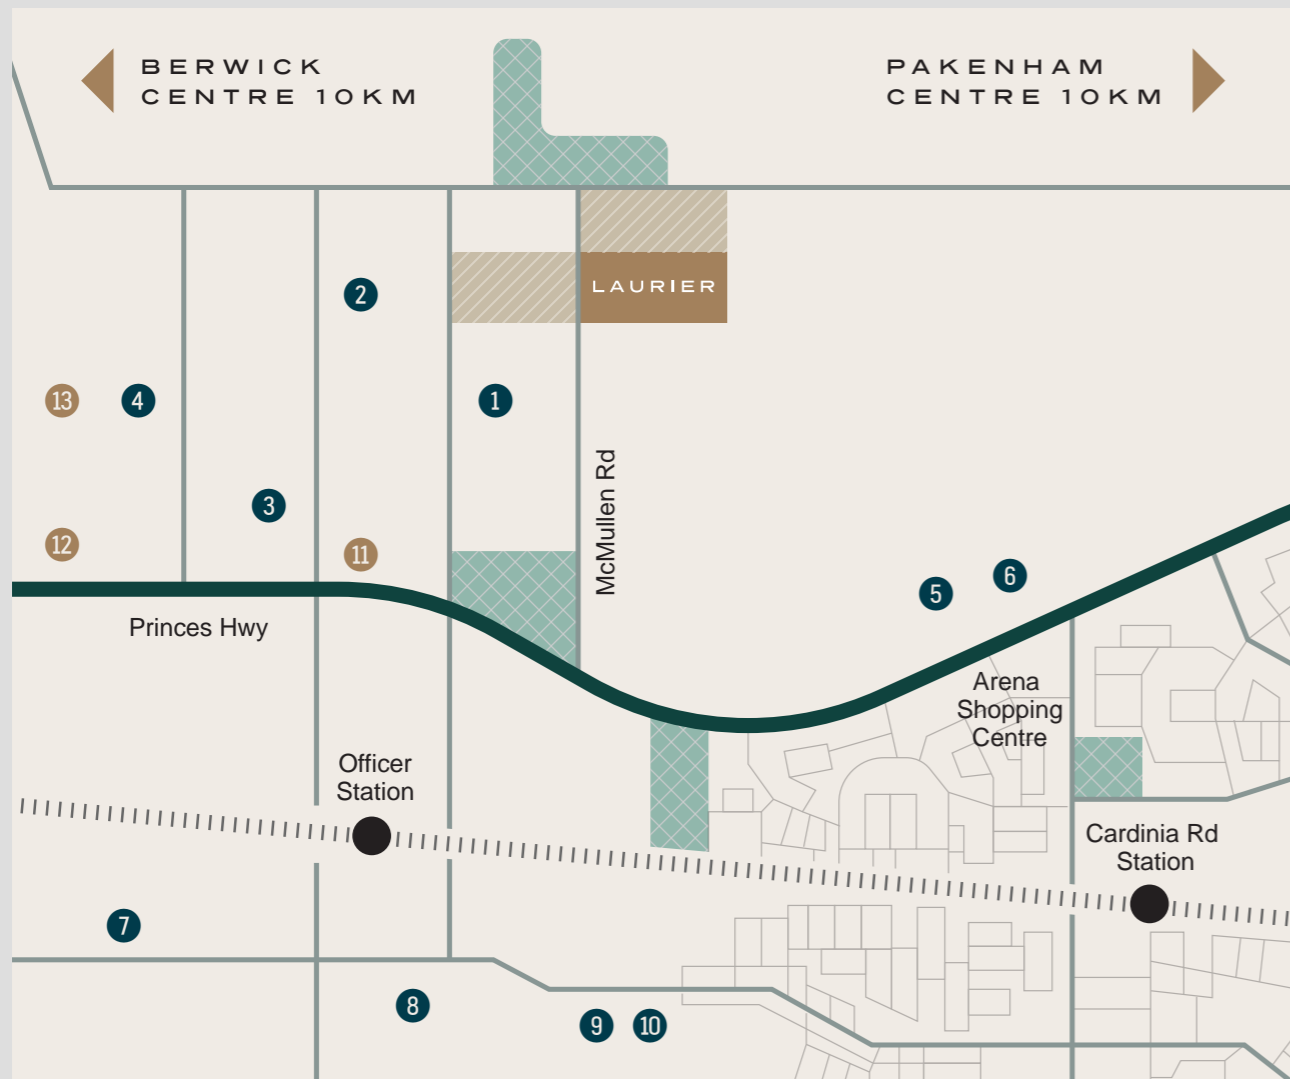 BERWICK
CENTRE 10KM
PAKENHAM
CENTRE 10KM
LAURIER
2
13
4
1
3
McMullen Rd
12
11
5
6
Princes Hwy
Arena
Shopping
Centre
Officer
Station
Cardinia Rd
Station
7
8
9
10